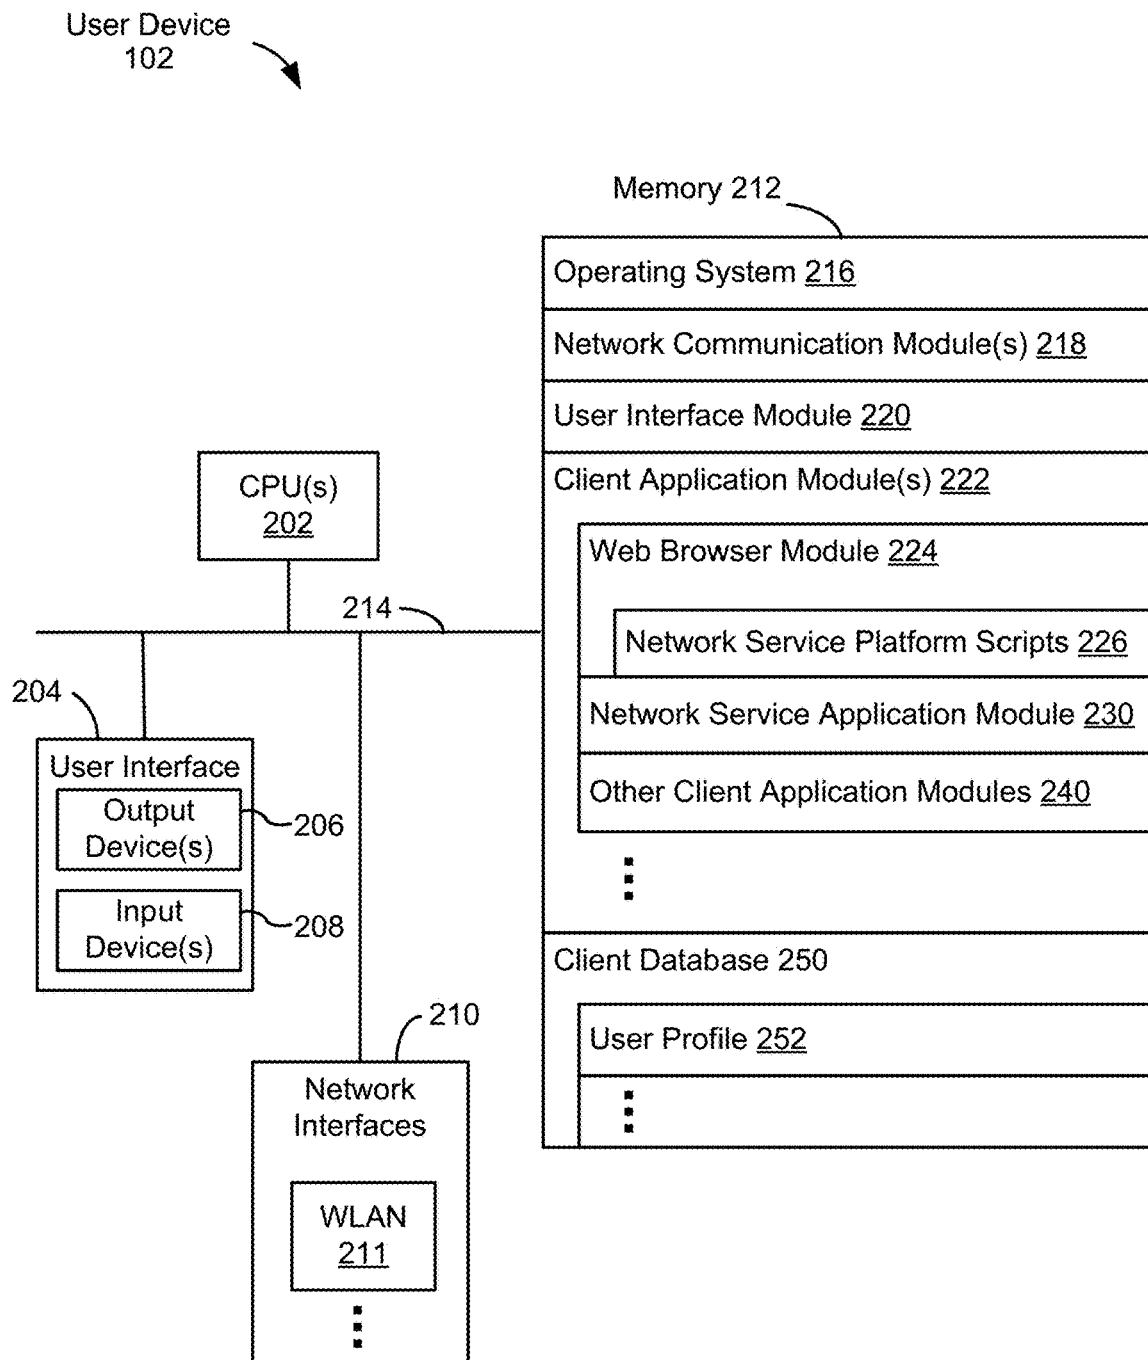 User Device
102
Memory 212
Operating System 216
Network Communication Module(s) 218
User Interface Module 220
Client Application Module(s) 222
Web Browser Module 224
Network Service Platform Scripts 226
Network Service Application Module 230
Other Client Application Modules 240
Client Database 250
User Profile 252
CPU(s)
202
214
204
User Interface
Output
Device(s)
206
Input
Device(s)
208
210
Network
Interfaces
WLAN
211